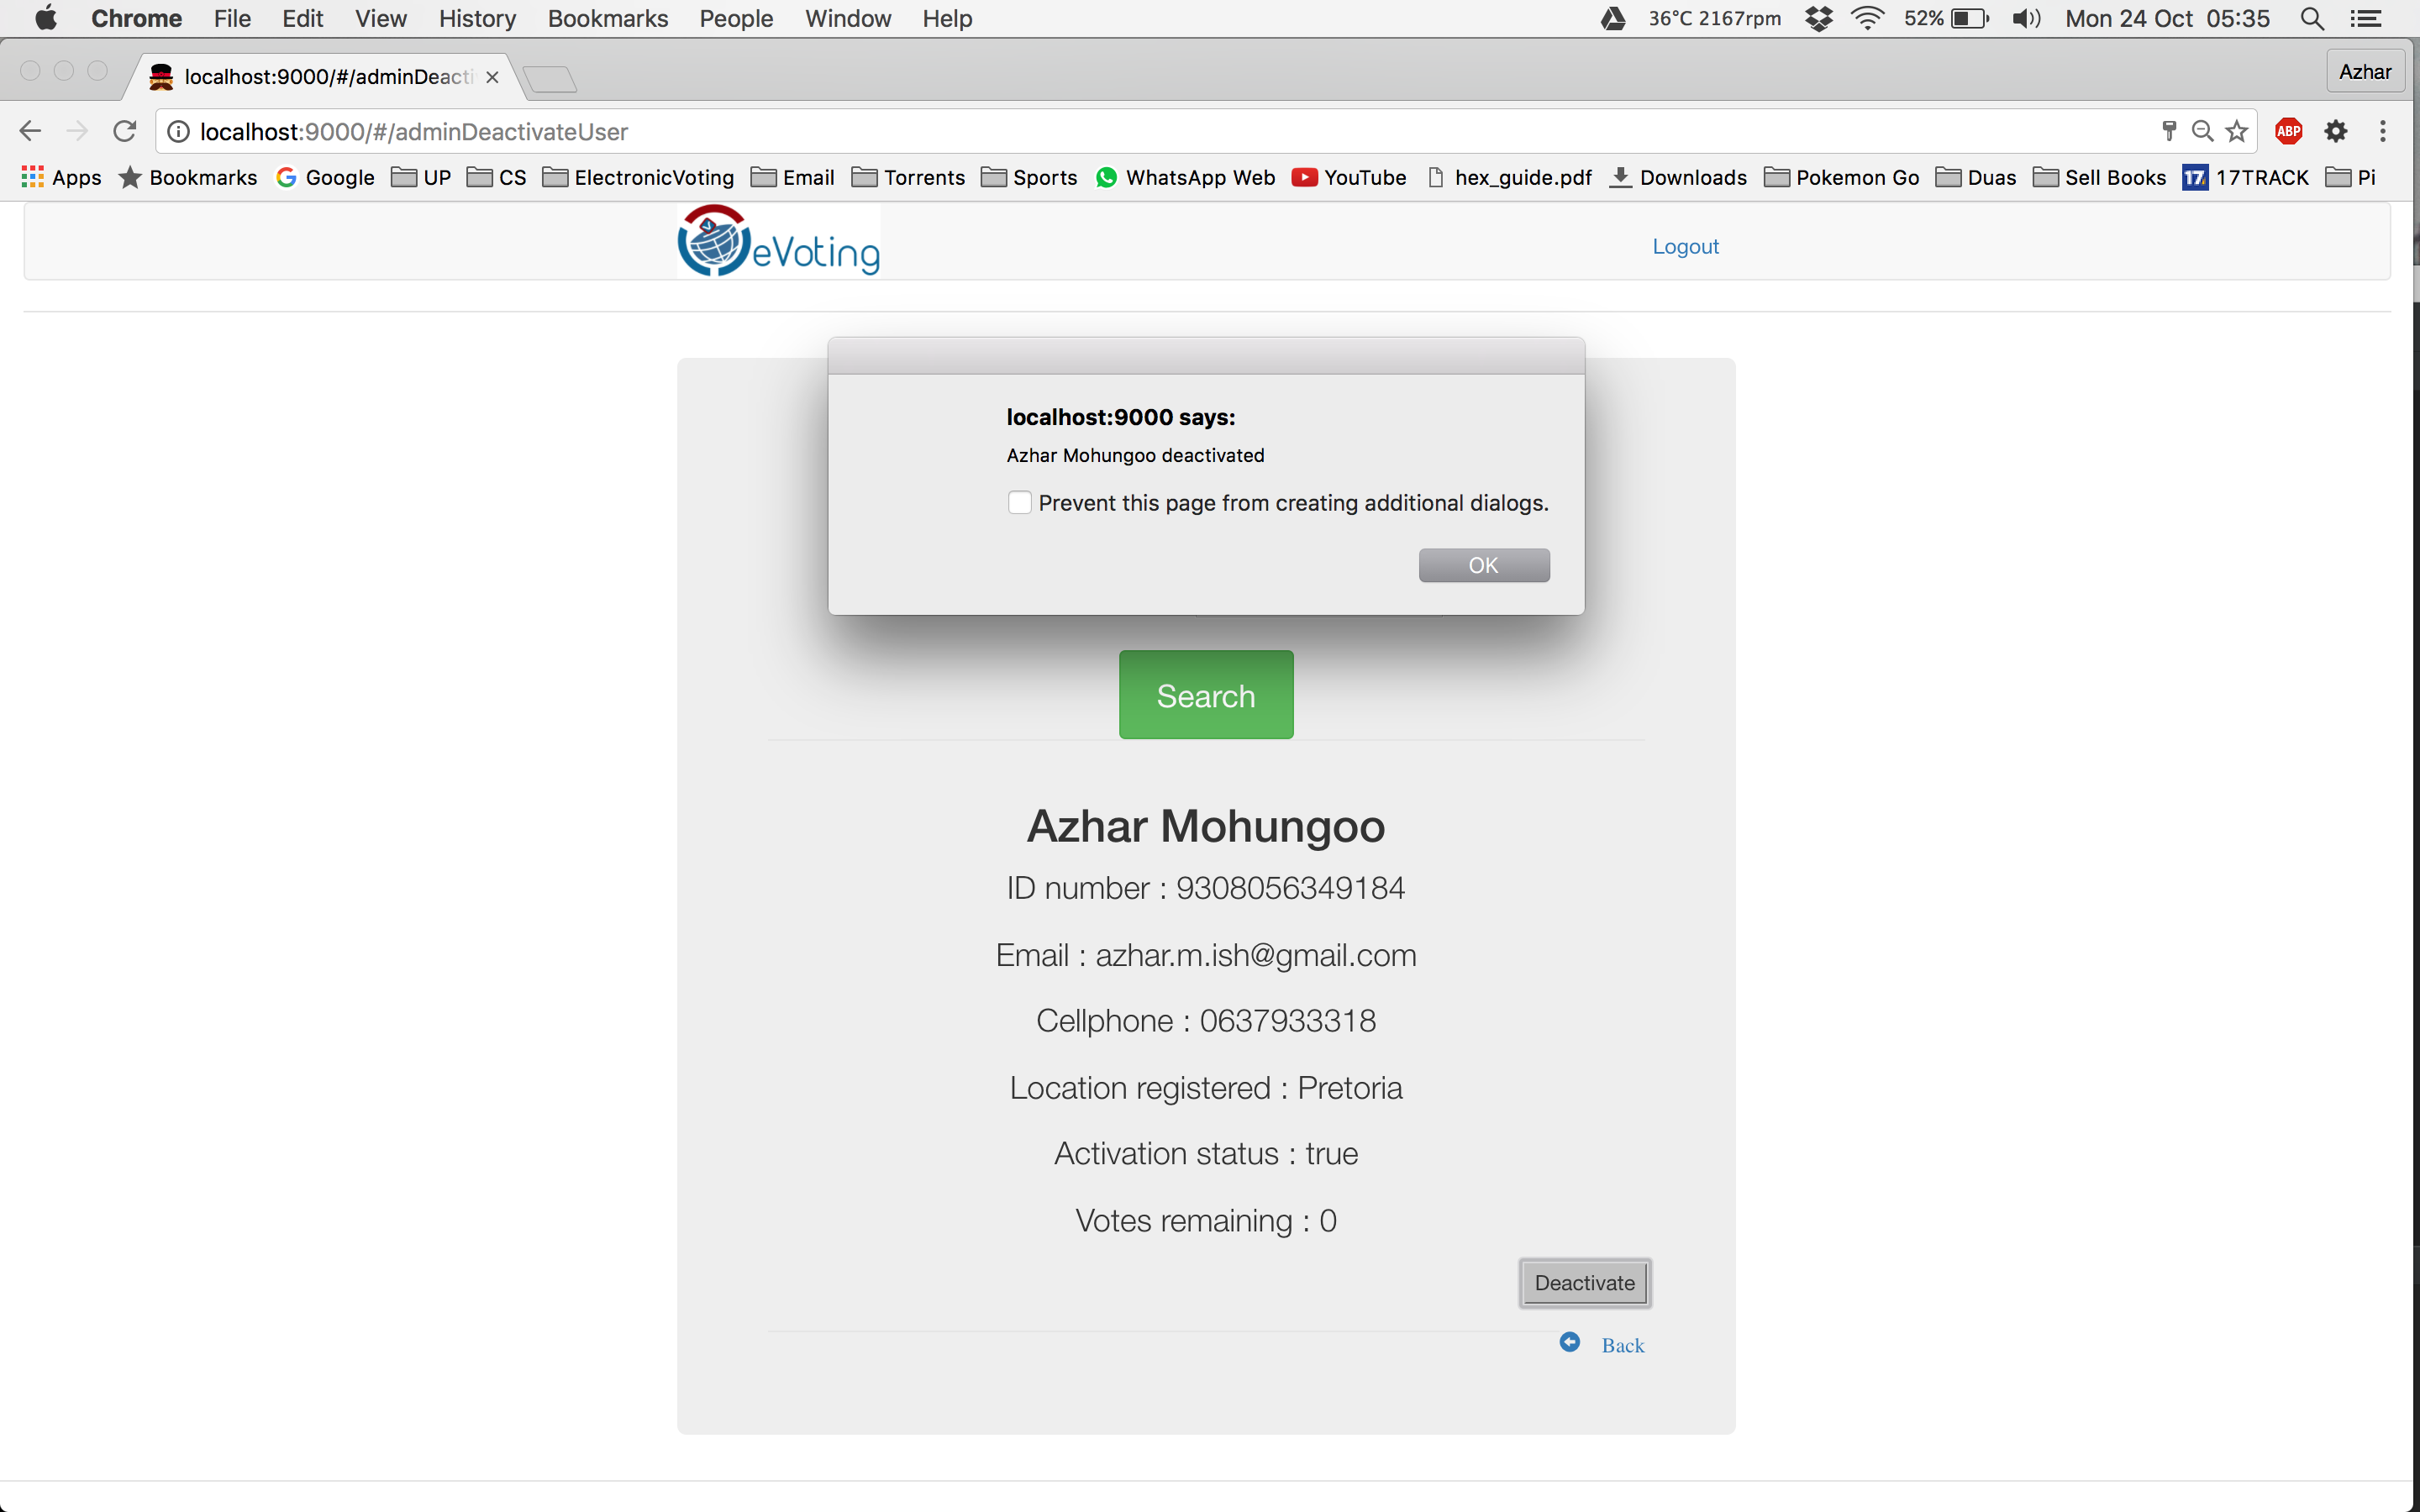 Chrome File Edit View History Bookmarks People Window Help 36°C 2167rpm 52% Mon 24 Oct 05:35
localhost:9000/#/adminDeacti Azhar
localhost:9000/#/adminDeactivateUser ABP
Apps Bookmarks Google UP CS ElectronicVoting Email Torrents Sports WhatsApp Web YouTube hex_guide.pdf Downloads Pokemon Go Duas Sell Books 17 17TRACK Pi
eVoting Logout
localhost:9000 says:
Azhar Mohungoo deactivated
Prevent this page from creating additional dialogs.
OK
Search
Azhar Mohungoo
ID number : 9308056349184
Email : azhar.m.ish@gmail.com
Cellphone : 0637933318
Location registered : Pretoria
Activation status : true
Votes remaining : 0
Deactivate
Back